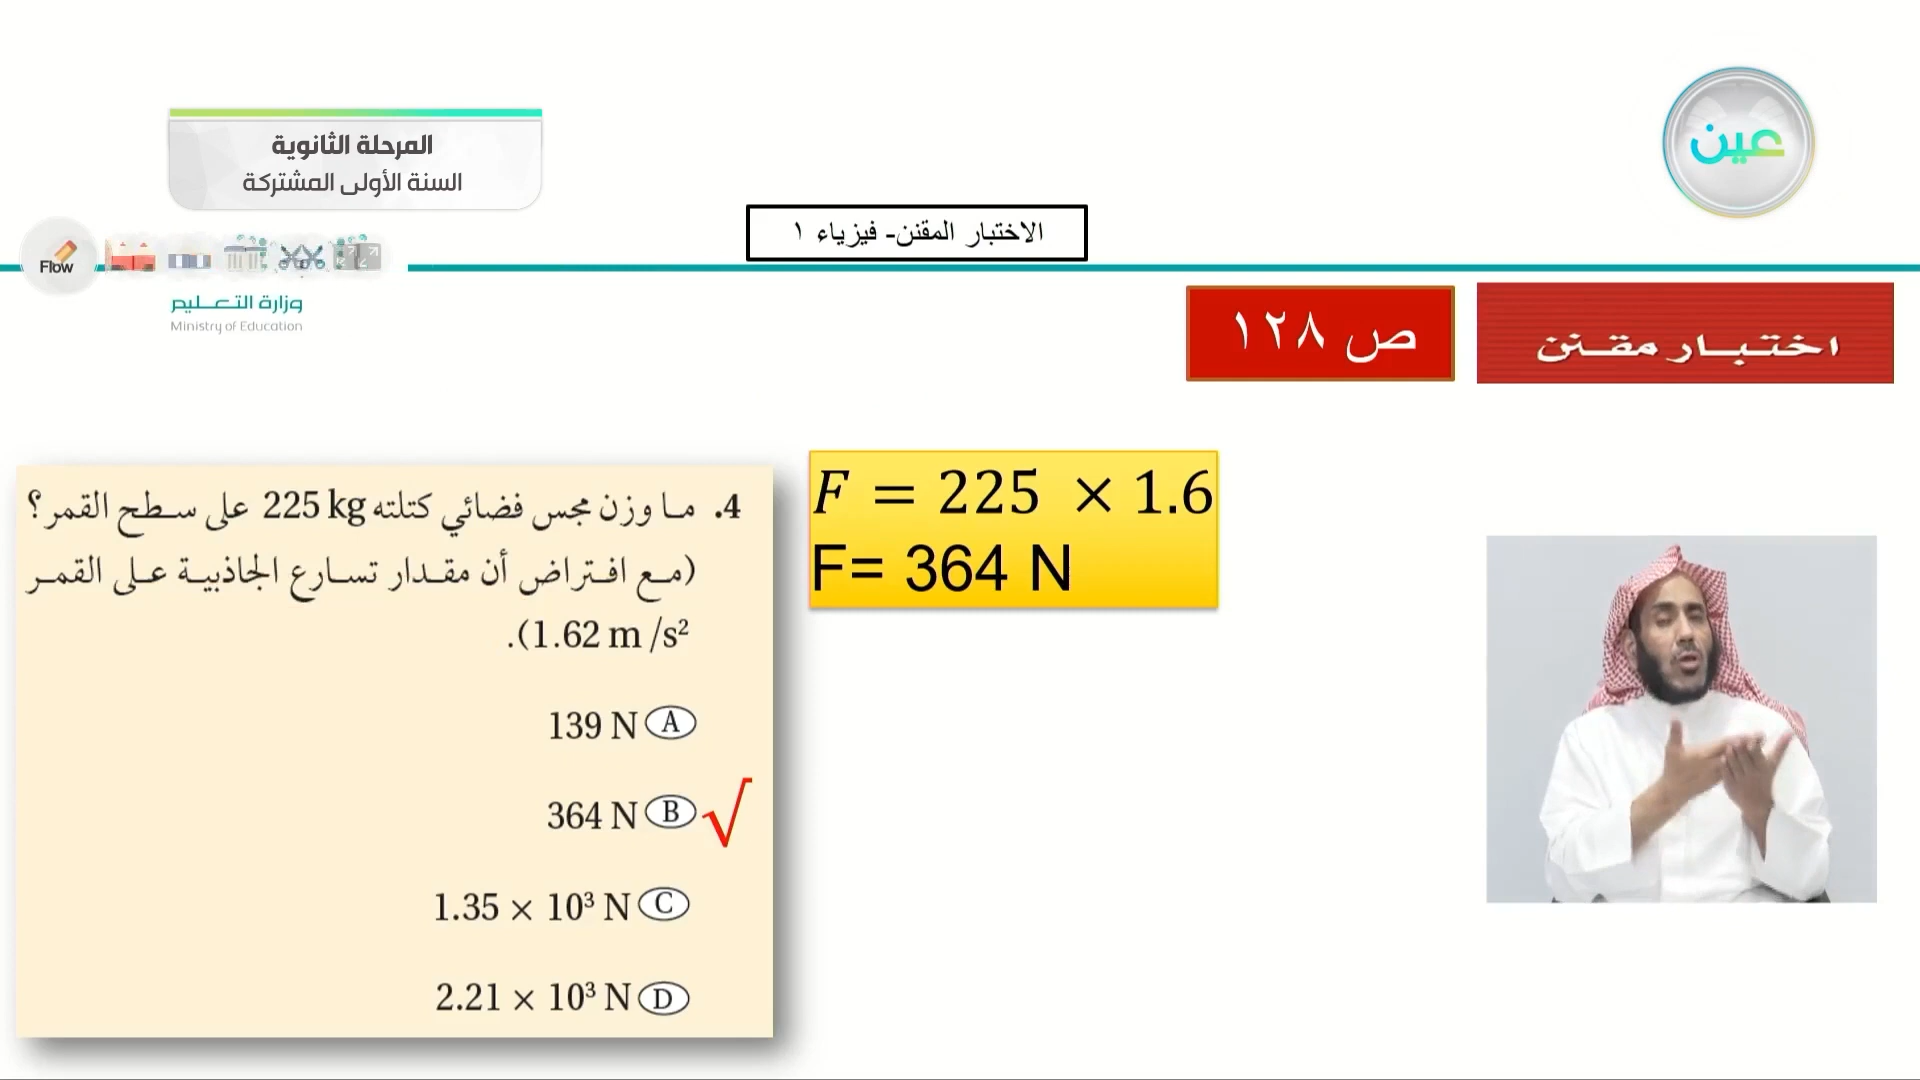 المرحلة الثانوية
السنة الأولى المشتركة
عين
الاختبار المقنن- فيزياء ١
Flow
وزارة التعليم
Ministry of Education
اختبار مقنن
ص ١٢٨
4. ما وزن مجس فضائي كتلته 225 kg على سطح القمر؟
(مع افتراض أن مقدار تسارع الجاذبية على القمر
1.62 m/s²).
A 139 N
B 364 N √
C 1.35 × 10³ N
D 2.21 × 10³ N
F = 225 × 1.6
F= 364 N